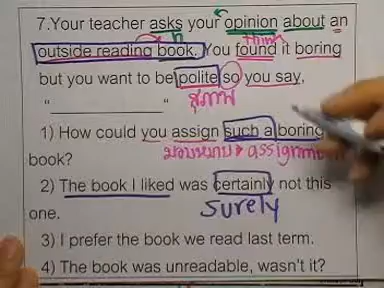 7.Your teacher asks your opinion about an
n
think
outside reading book. You found it boring
but you want to be polite so you say,
สุภาพ
"____________"
1) How could you assign such a boring
มอบหมาย assignment
book?
2) The book I liked was certainly not this
surely
one.
3) I prefer the book we read last term.
4) The book was unreadable, wasn't it?